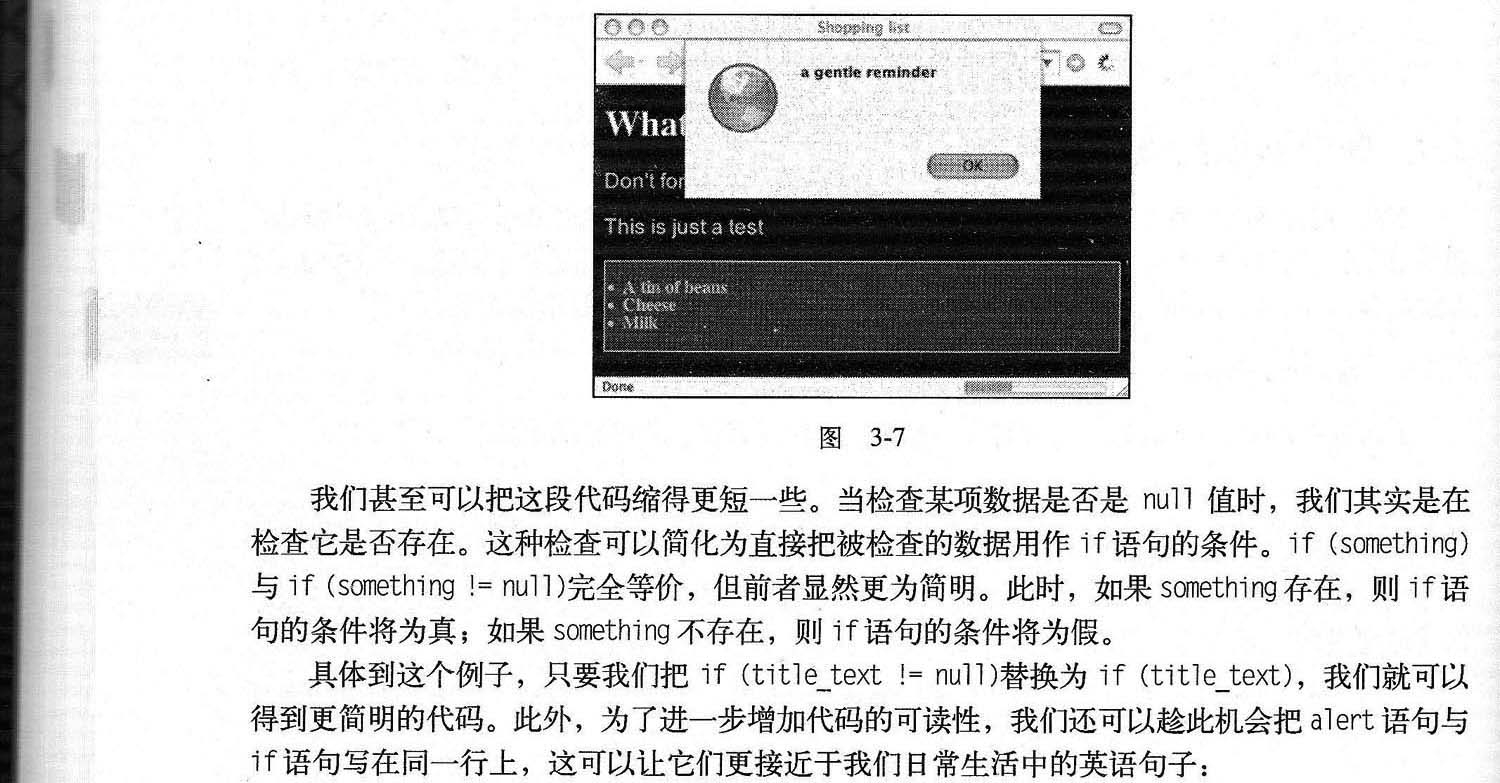 Shopping list
a gentle reminder
What
OK
Don't for
This is just a test
• A tin of beans
• Cheese
• Milk
Done
图 3-7
我们甚至可以把这段代码缩得更短一些。当检查某项数据是否是 null 值时，我们其实是在
检查它是否存在。这种检查可以简化为直接把被检查的数据用作 if 语句的条件。if (something)
与 if (something != null)完全等价，但前者显然更为简明。此时，如果 something 存在，则 if 语
句的条件将为真；如果 something 不存在，则 if 语句的条件将为假。
具体到这个例子，只要我们把 if (title_text != null)替换为 if (title_text)，我们就可以
得到更简明的代码。此外，为了进一步增加代码的可读性，我们还可以趁此机会把 alert 语句与
if 语句写在同一行上，这可以让它们更接近于我们日常生活中的英语句子：